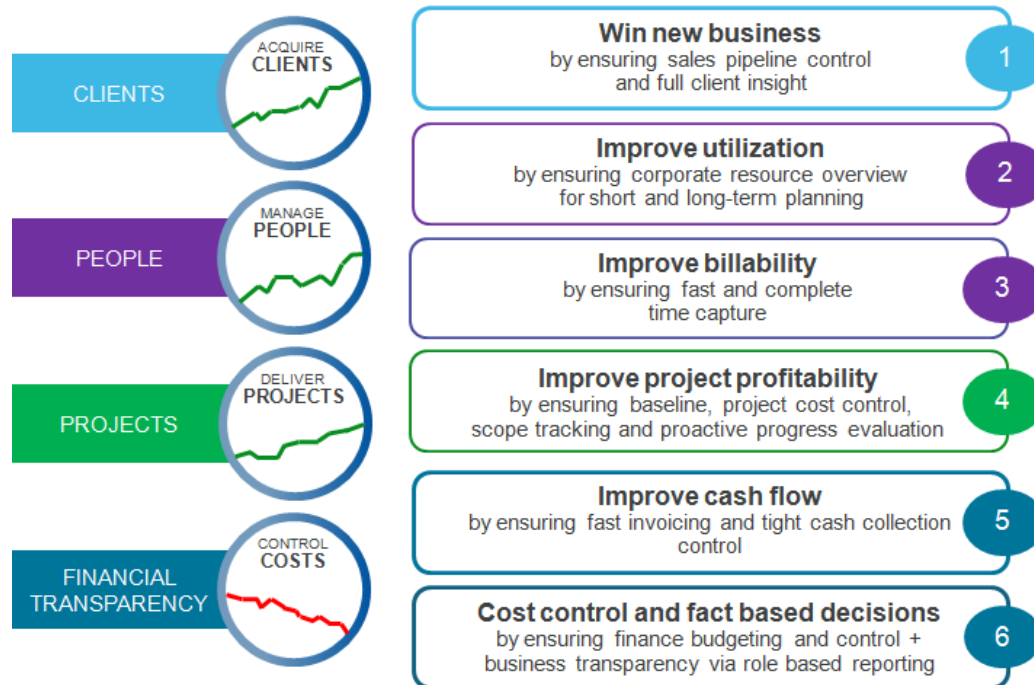 CLIENTS
ACQUIRE
CLIENTS
PEOPLE
MANAGE
PEOPLE
PROJECTS
DELIVER
PROJECTS
FINANCIAL
TRANSPARENCY
CONTROL
COSTS
Win new business
by ensuring sales pipeline control
and full client insight
1
Improve utilization
by ensuring corporate resource overview
for short and long-term planning
2
Improve billability
by ensuring fast and complete
time capture
3
Improve project profitability
by ensuring baseline, project cost control,
scope tracking and proactive progress evaluation
4
Improve cash flow
by ensuring fast invoicing and tight cash collection
control
5
Cost control and fact based decisions
by ensuring finance budgeting and control +
business transparency via role based reporting
6